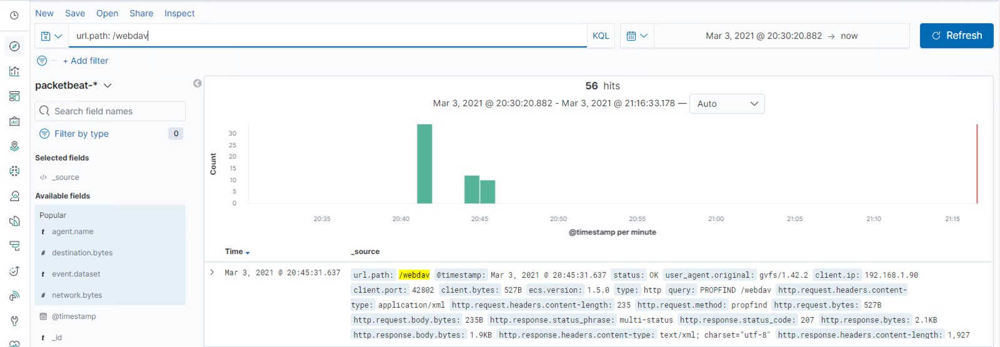 New Save Open Share Inspect
url.path: /webdav KQL Mar 3, 2021 @ 20:30:20.882 → now Refresh
+ Add filter
packetbeat-*
Search field names
Filter by type 0
Selected fields
</> _source
Available fields
Popular
t agent.name
# destination.bytes
t event.dataset
# network.bytes
@timestamp
t _id
56 hits
Mar 3, 2021 @ 20:30:20.882 - Mar 3, 2021 @ 21:16:33.178 — Auto
Count
30
25
20
15
10
5
0
20:35 20:40 20:45 20:50 20:55 21:00 21:05 21:10 21:15
@timestamp per minute
Time _source
Mar 3, 2021 @ 20:45:31.637 url.path: /webdav @timestamp: Mar 3, 2021 @ 20:45:31.637 status: OK user_agent.original: gvfs/1.42.2 client.ip: 192.168.1.90
client.port: 42802 client.bytes: 527B ecs.version: 1.5.0 type: http query: PROPFIND /webdav http.request.headers.content-
type: application/xml http.request.headers.content-length: 235 http.request.method: propfind http.request.bytes: 527B
http.request.body.bytes: 235B http.response.status_phrase: multi-status http.response.status_code: 207 http.response.bytes: 2.1KB
http.response.body.bytes: 1.9KB http.response.headers.content-type: text/xml; charset="utf-8" http.response.headers.content-length: 1,927